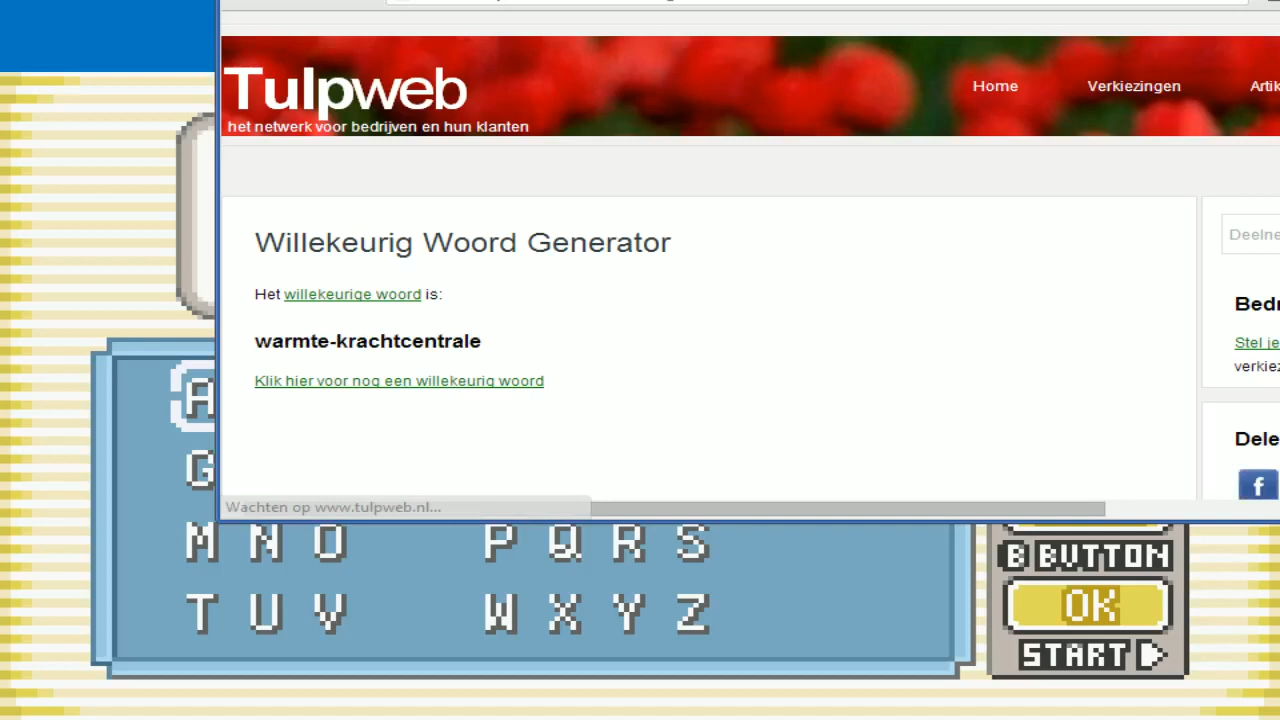 Tulpweb
het netwerk voor bedrijven en hun klanten
Home
Verkiezingen
Willekeurig Woord Generator
Het willekeurige woord is:
warmte-krachtcentrale
Klik hier voor nog een willekeurig woord
Stel je
Wachten op www.tulpweb.nl...
f
A
G
M N O P Q R S
T U V W X Y Z
B BUTTON
OK
START